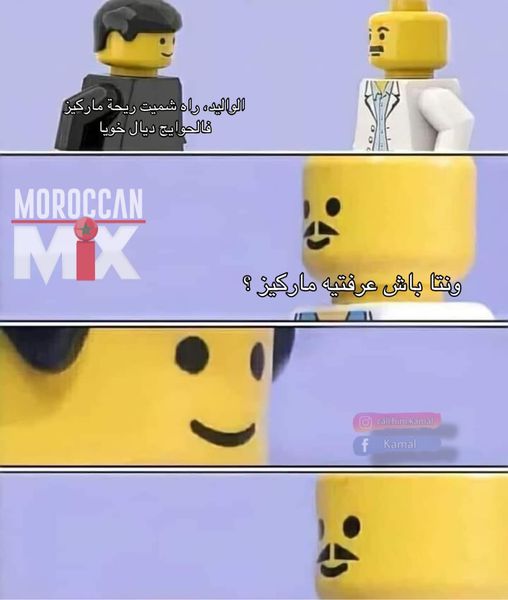 الواليد، راه شميت ريحة ماركيز
فالحوايج ديال خويا
MOROCCAN
MiX
ونتا باش عرفتيه ماركيز ؟
Kamal